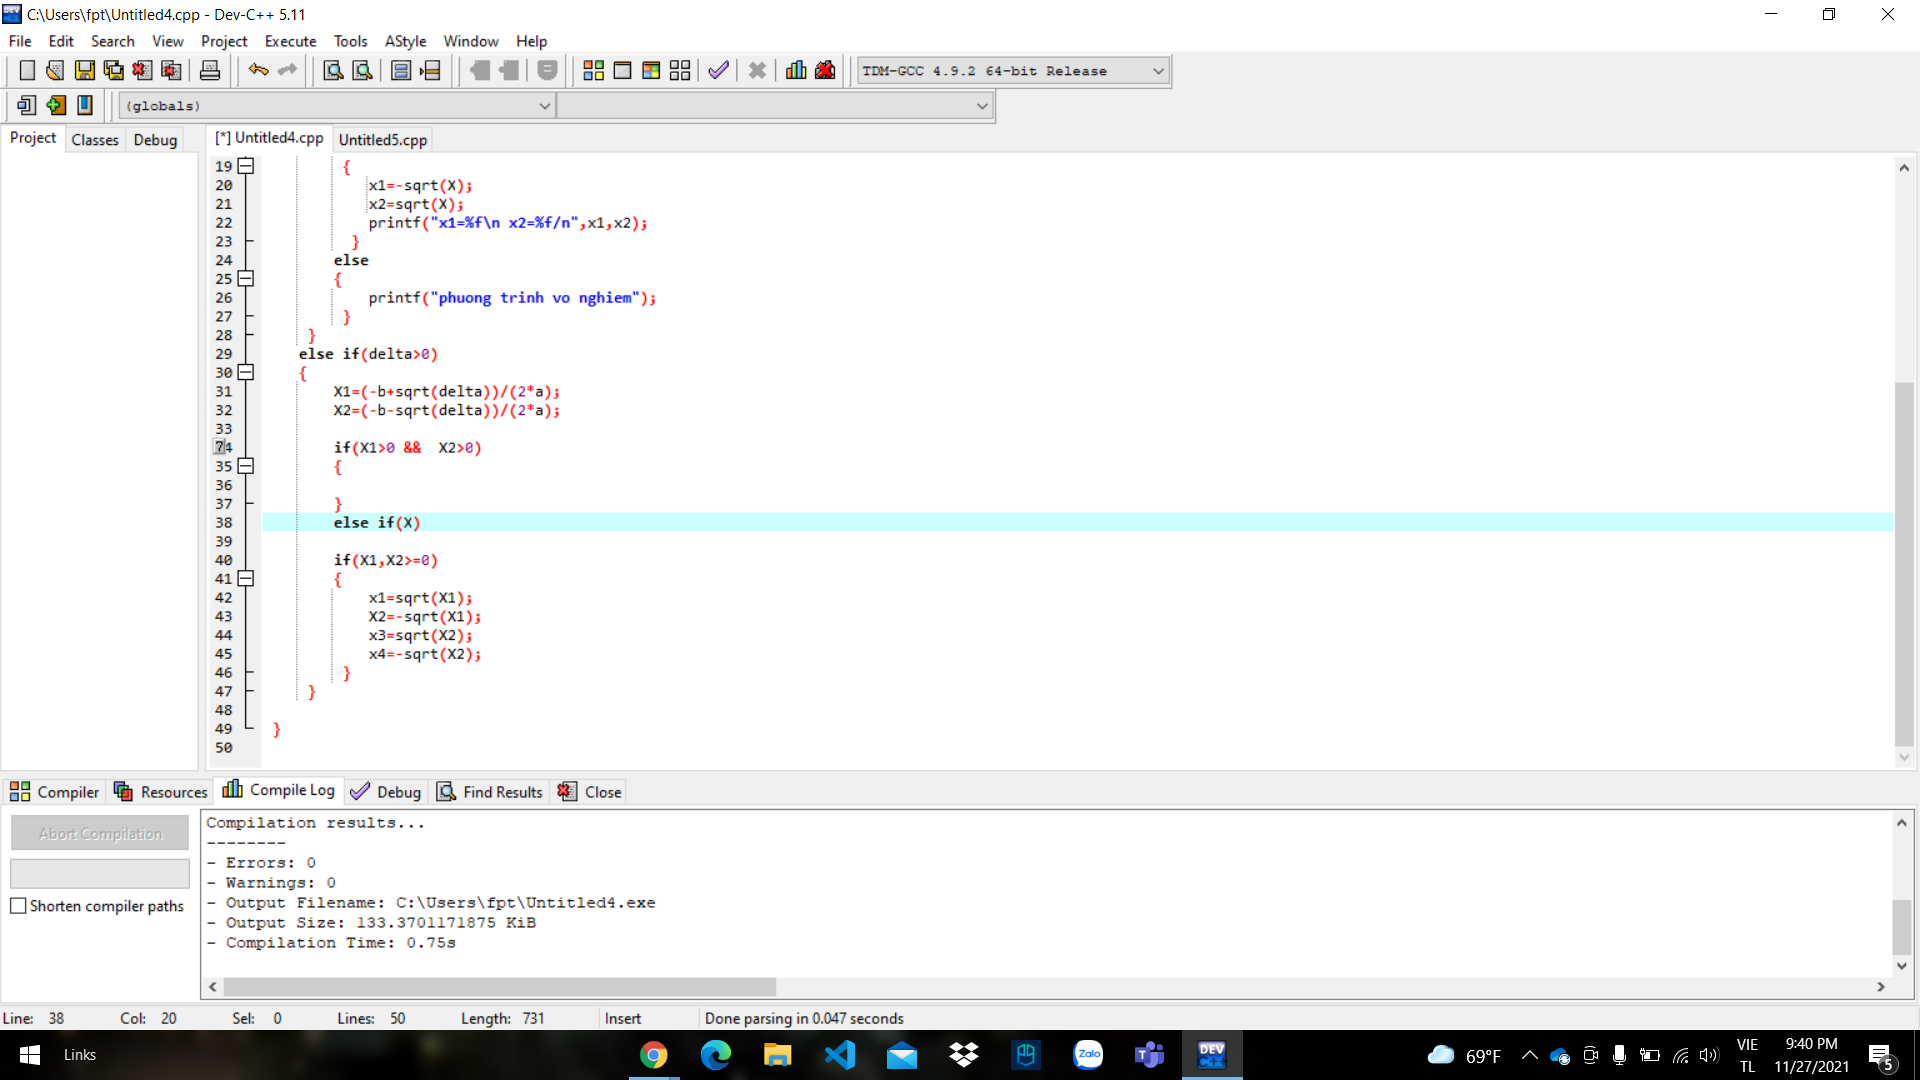 C:\Users\fpt\Untitled4.cpp - Dev-C++ 5.11
File Edit Search View Project Execute Tools AStyle Window Help
TDM-GCC 4.9.2 64-bit Release
(globals)
Project Classes Debug [*] Untitled4.cpp Untitled5.cpp
19 {
20 x1=-sqrt(X);
21 x2=sqrt(X);
22 printf("x1=%f\n x2=%f/n",x1,x2);
23 }
24 else
25 {
26 printf("phuong trinh vo nghiem");
27 }
28 }
29 else if(delta>0)
30 {
31 X1=(-b+sqrt(delta))/(2*a);
32 X2=(-b-sqrt(delta))/(2*a);
33
74 if(X1>0 && X2>0)
35 {
36
37 }
38 else if(X)
39
40 if(X1,X2>=0)
41 {
42 x1=sqrt(X1);
43 X2=-sqrt(X1);
44 x3=sqrt(X2);
45 x4=-sqrt(X2);
46 }
47 }
48
49 }
50
Compiler Resources Compile Log Debug Find Results Close
Abort Compilation
Shorten compiler paths
Compilation results...
--------
- Errors: 0
- Warnings: 0
- Output Filename: C:\Users\fpt\Untitled4.exe
- Output Size: 133.3701171875 KiB
- Compilation Time: 0.75s
Line: 38 Col: 20 Sel: 0 Lines: 50 Length: 731 Insert Done parsing in 0.047 seconds
Links
Zalo
DEV
69°F
VIE
TL
9:40 PM
11/27/2021
5